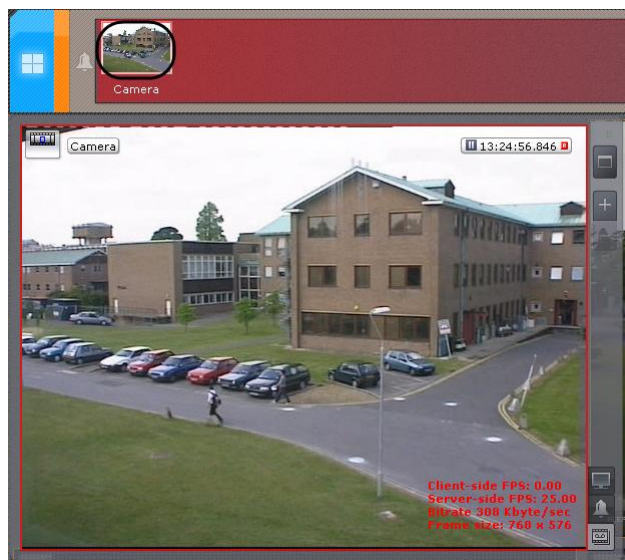 Camera
Camera
13:24:56.846
Client-side FPS: 0.00
Server-side FPS: 25.00
Bitrate 308 Kbyte/sec
Frame size: 768 x 576